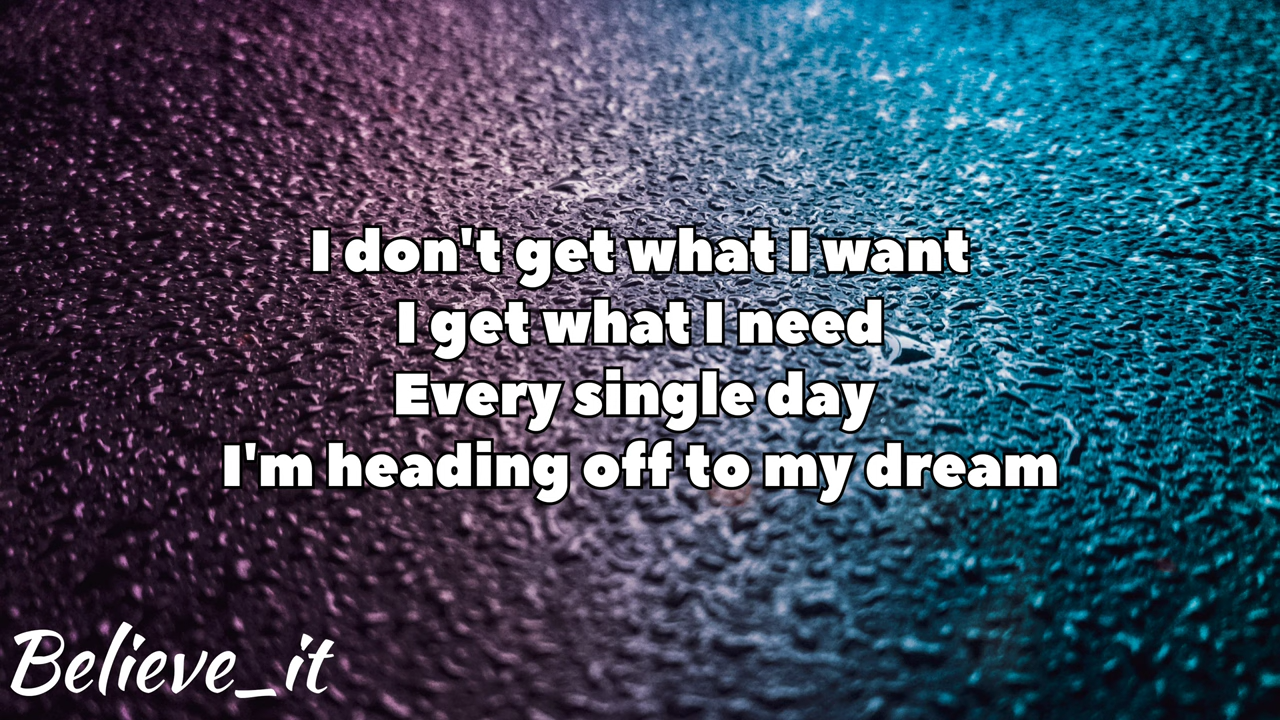 I don't get what I want
I get what I need
Every single day
I'm heading off to my dream
Believe_it